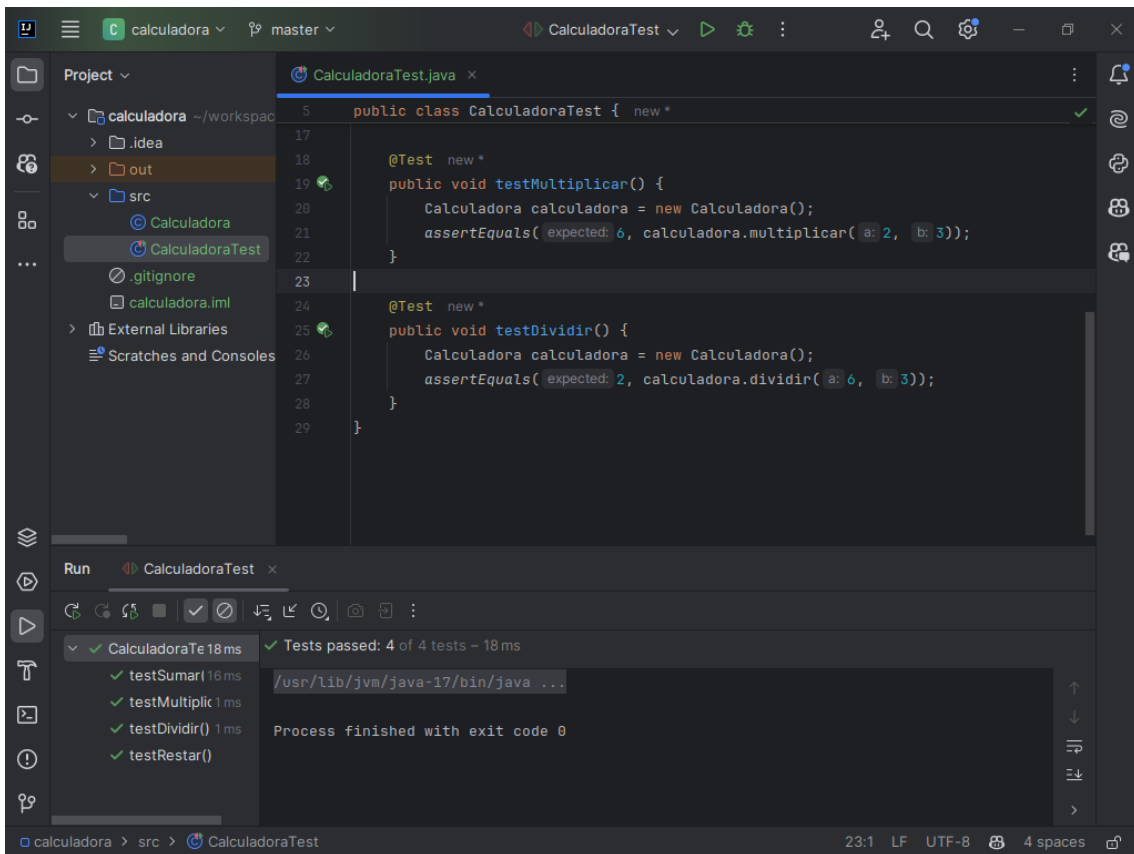 calculadora master CalculadoraTest
Project
calculadora ~/workspac
.idea
out
src
Calculadora
CalculadoraTest
.gitignore
calculadora.iml
External Libraries
Scratches and Consoles
CalculadoraTest.java
5 public class CalculadoraTest { new *
17
18 @Test new *
19 public void testMultiplicar() {
20 Calculadora calculadora = new Calculadora();
21 assertEquals( expected: 6, calculadora.multiplicar( a: 2, b: 3));
22 }
23
24 @Test new *
25 public void testDividir() {
26 Calculadora calculadora = new Calculadora();
27 assertEquals( expected: 2, calculadora.dividir( a: 6, b: 3));
28 }
29 }
Run CalculadoraTest
CalculadoraTe 18 ms
testSumar( 16 ms
testMultiplic 1 ms
testDividir() 1 ms
testRestar()
Tests passed: 4 of 4 tests – 18 ms
/usr/lib/jvm/java-17/bin/java ...
Process finished with exit code 0
calculadora > src > CalculadoraTest 23:1 LF UTF-8 4 spaces